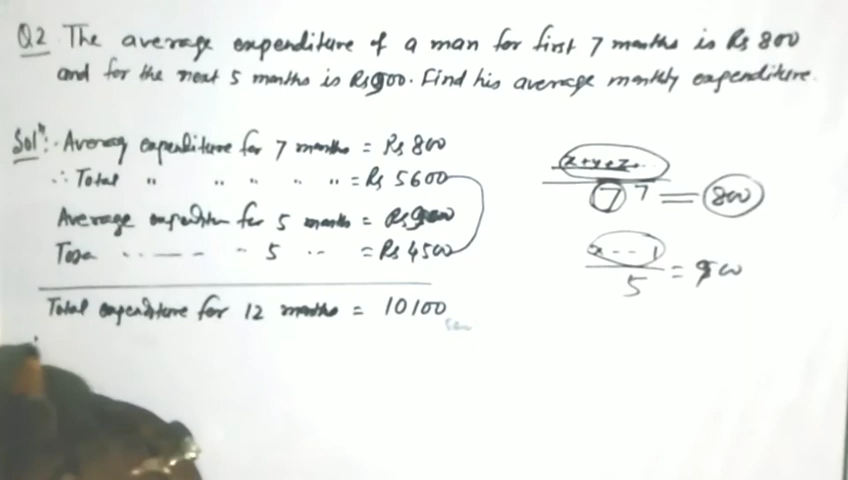 Q2 The average expenditure of a man for first 7 months is Rs 800
and for the next 5 months is Rs 900. Find his average monthly expenditure.
Solⁿ:- Average expenditure for 7 months = Rs 800
∴ Total " " " " " = Rs 5600
Average expenditure for 5 months = Rs 900
5 " = Rs 4500
Total expenditure for 12 months = 10100
x+y+z..
7 7 = 800
x - - 1
5 = 900